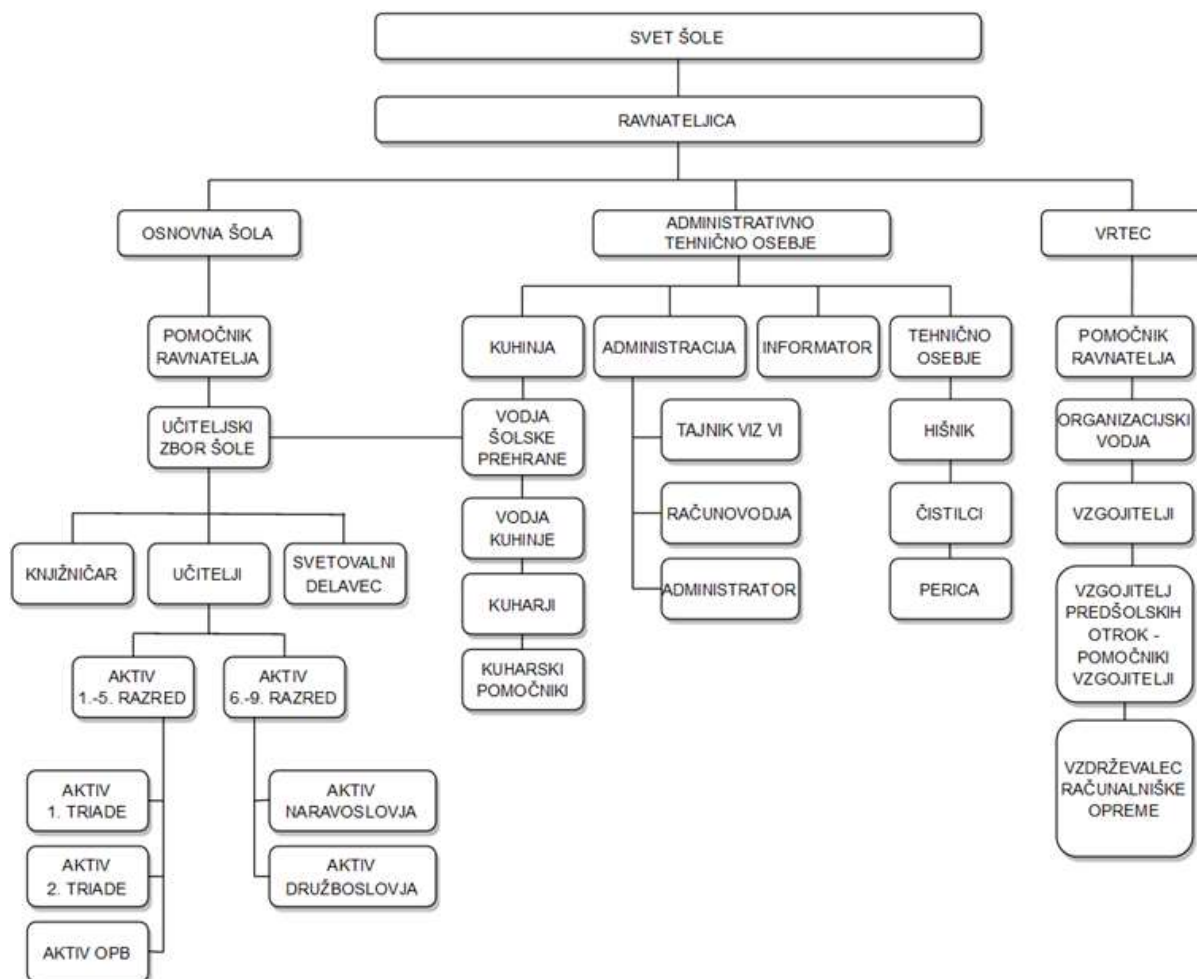 SVET ŠOLE
RAVNATELJICA
OSNOVNA ŠOLA
ADMINISTRATIVNO
TEHNIČNO OSEBJE
VRTEC
POMOČNIK
RAVNATELJA
KUHINJA
ADMINISTRACIJA
INFORMATOR
TEHNIČNO
OSEBJE
POMOČNIK
RAVNATELJA
UČITELJSKI
ZBOR ŠOLE
VODJA
ŠOLSKE
PREHRANE
TAJNIK VIZ VI
HIŠNIK
ORGANIZACIJSKI
VODJA
VODJA
KUHINJE
RAČUNOVODJA
ČISTILCI
VZGOJITELJI
KNJIŽNIČAR
UČITELJI
SVETOVALNI
DELAVEC
KUHARJI
ADMINISTRATOR
PERICA
VZGOJITELJ
PREDŠOLSKIH
OTROK -
POMOČNIKI
VZGOJITELJI
AKTIV
1.-5. RAZRED
AKTIV
6.-9. RAZRED
KUHARSKI
POMOČNIKI
AKTIV
1. TRIADE
AKTIV
NARAVOSLOVJA
VZDRŽEVALEC
RAČUNALNIŠKE
OPREME
AKTIV
2. TRIADE
AKTIV
DRUŽBOSLOVJA
AKTIV OPB